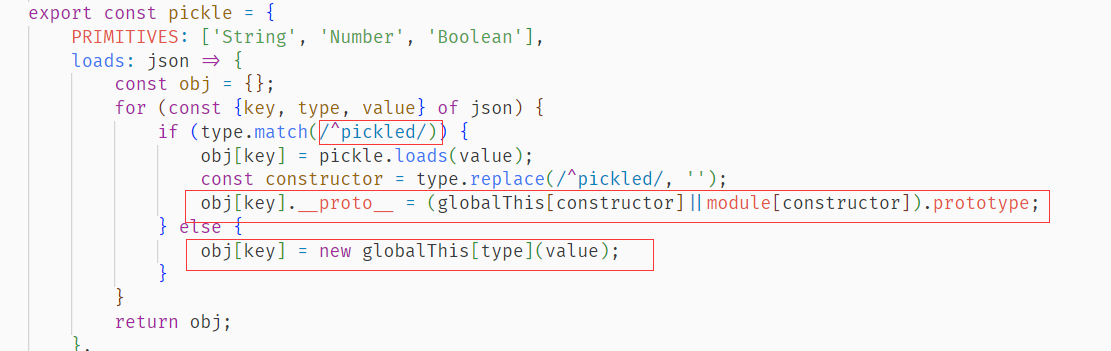 export const pickle = {
PRIMITIVES: ['String', 'Number', 'Boolean'],
loads: json => {
const obj = {};
for (const {key, type, value} of json) {
if (type.match(/^pickled/)) {
obj[key] = pickle.loads(value);
const constructor = type.replace(/^pickled/, '');
obj[key].__proto__ = (globalThis[constructor]||module[constructor]).prototype;
} else {
obj[key] = new globalThis[type](value);
}
}
return obj;
},